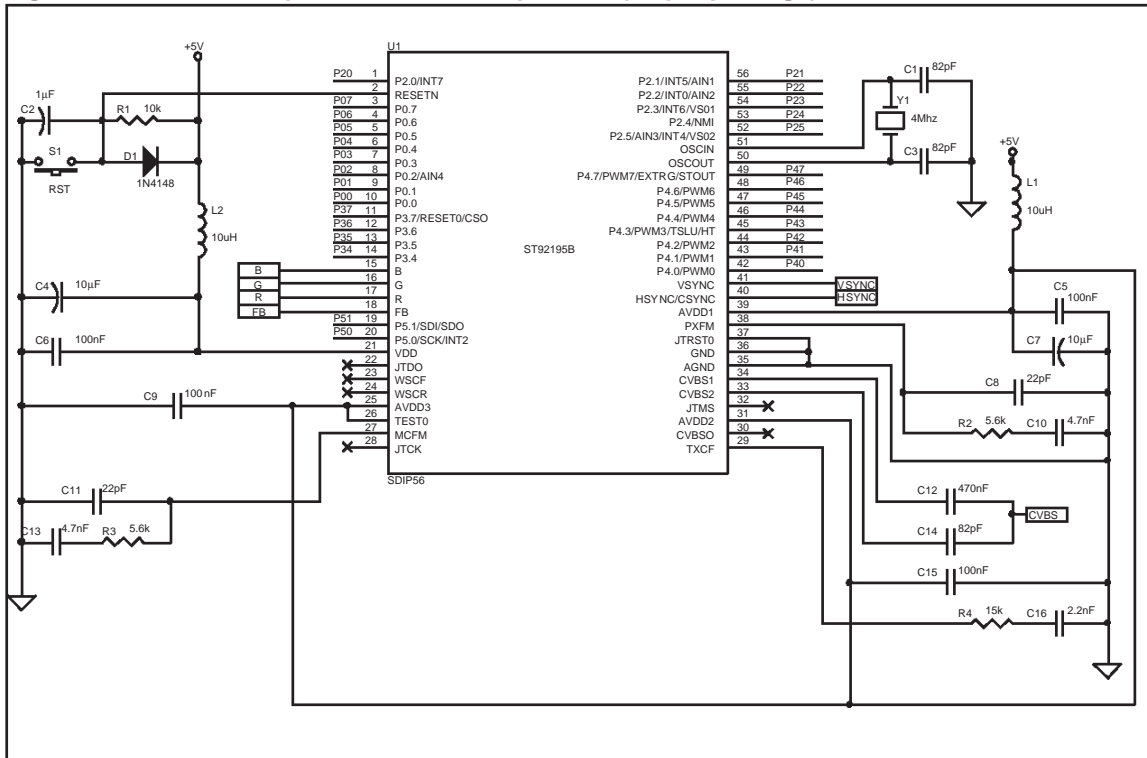 U1
+5V
C2
1µF
R1
10k
S1
RST
D1
1N4148
L2
10uH
C4
10µF
C6
100nF
C9
100nF
C11
22pF
C13
4.7nF
R3
5.6k
B
G
R
FB
P20 1 P2.0/INT7
2 RESETN
P07 3 P0.7
P06 4 P0.6
P05 5 P0.5
P04 6 P0.4
P03 7 P0.3
P02 8 P0.2/AIN4
P01 9 P0.1
P00 10 P0.0
P37 11 P3.7/RESET0/CSO
P36 12 P3.6
P35 13 P3.5
P34 14 P3.4
15 B
16 G
17 R
18 FB
P51 19 P5.1/SDI/SDO
P50 20 P5.0/SCK/INT2
21 VDD
22 JTDO
23 WSCF
24 WSCR
25 AVDD3
26 TEST0
27 MCFM
28 JTCK
ST92195B
SDIP56
P2.1/INT5/AIN1 56 P21
P2.2/INT0/AIN2 55 P22
P2.3/INT6/VS01 54 P23
P2.4/NMI 53 P24
P2.5/AIN3/INT4/VS02 52 P25
OSCIN 51
OSCOUT 50
P4.7/PWM7/EXTRG/STOUT 49 P47
P4.6/PWM6 48 P46
P4.5/PWM5 47 P45
P4.4/PWM4 46 P44
P4.3/PWM3/TSLU/HT 45 P43
P4.2/PWM2 44 P42
P4.1/PWM1 43 P41
P4.0/PWM0 42 P40
VSYNC 41 VSYNC
HSYNC/CSYNC 40 HSYNC
AVDD1 39
PXFM 38
JTRST0 37
GND 36
AGND 35
CVBS1 34
CVBS2 33
JTMS 32
AVDD2 31
CVBSO 30
TXCF 29
C1
82pF
Y1
4Mhz
C3
82pF
+5V
L1
10uH
C5
100nF
C7
10µF
C8
22pF
R2
5.6k
C10
4.7nF
C12
470nF
CVBS
C14
82pF
C15
100nF
R4
15k
C16
2.2nF